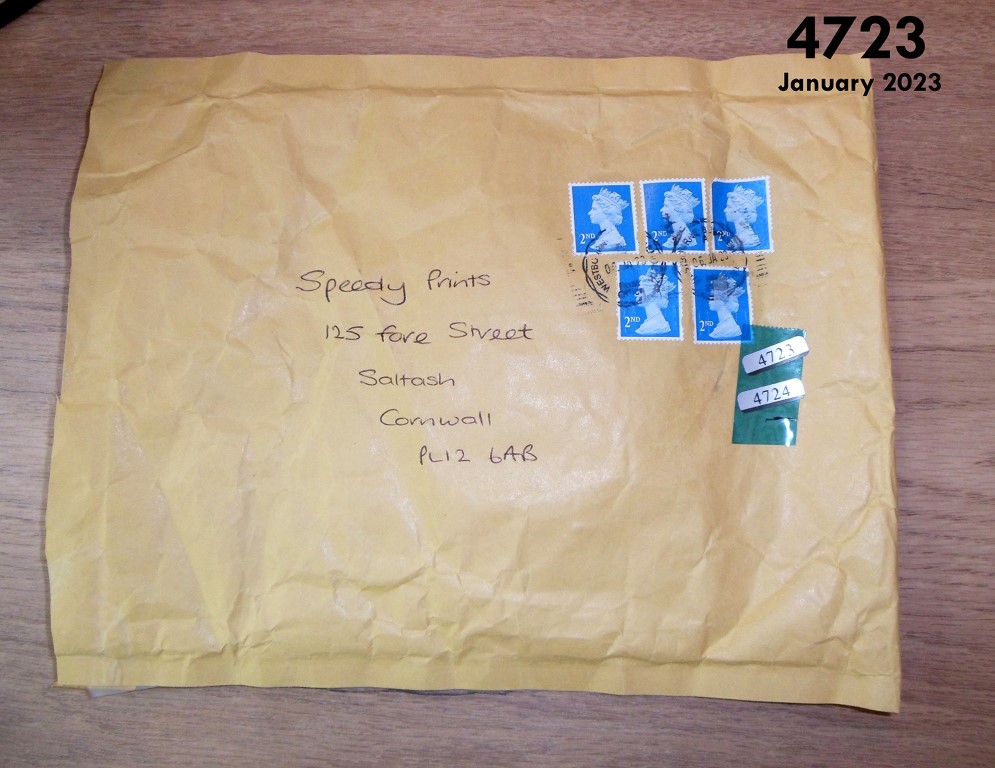 4723
January 2023
2ND
2ND
2ND
2ND
2ND
Speedy Prints
125 fore Street
Saltash
Cornwall
PL12 6AB
4723
4724